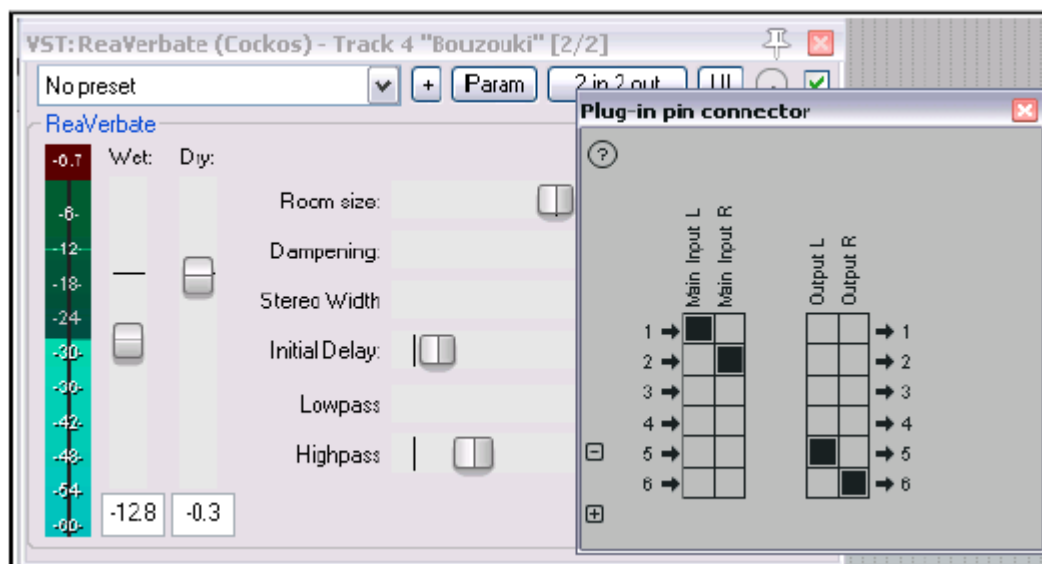 VST: ReaVerbate (Cockos) - Track 4 "Bouzouki" [2/2]
No preset
+
Param
2 in 2 out
UI
Plug-in pin connector
ReaVerbate
?
-0.7
Wet:
Dry:
-6-
-12-
-18-
-24-
-30-
-36-
-42-
-48-
-54-
-60-
Room size:
Dampening:
Stereo Width
Initial Delay:
Lowpass
Highpass
-12.8
-0.3
Main Input L
Main Input R
Output L
Output R
1 1
2 2
3 3
4 4
5 5
6 6